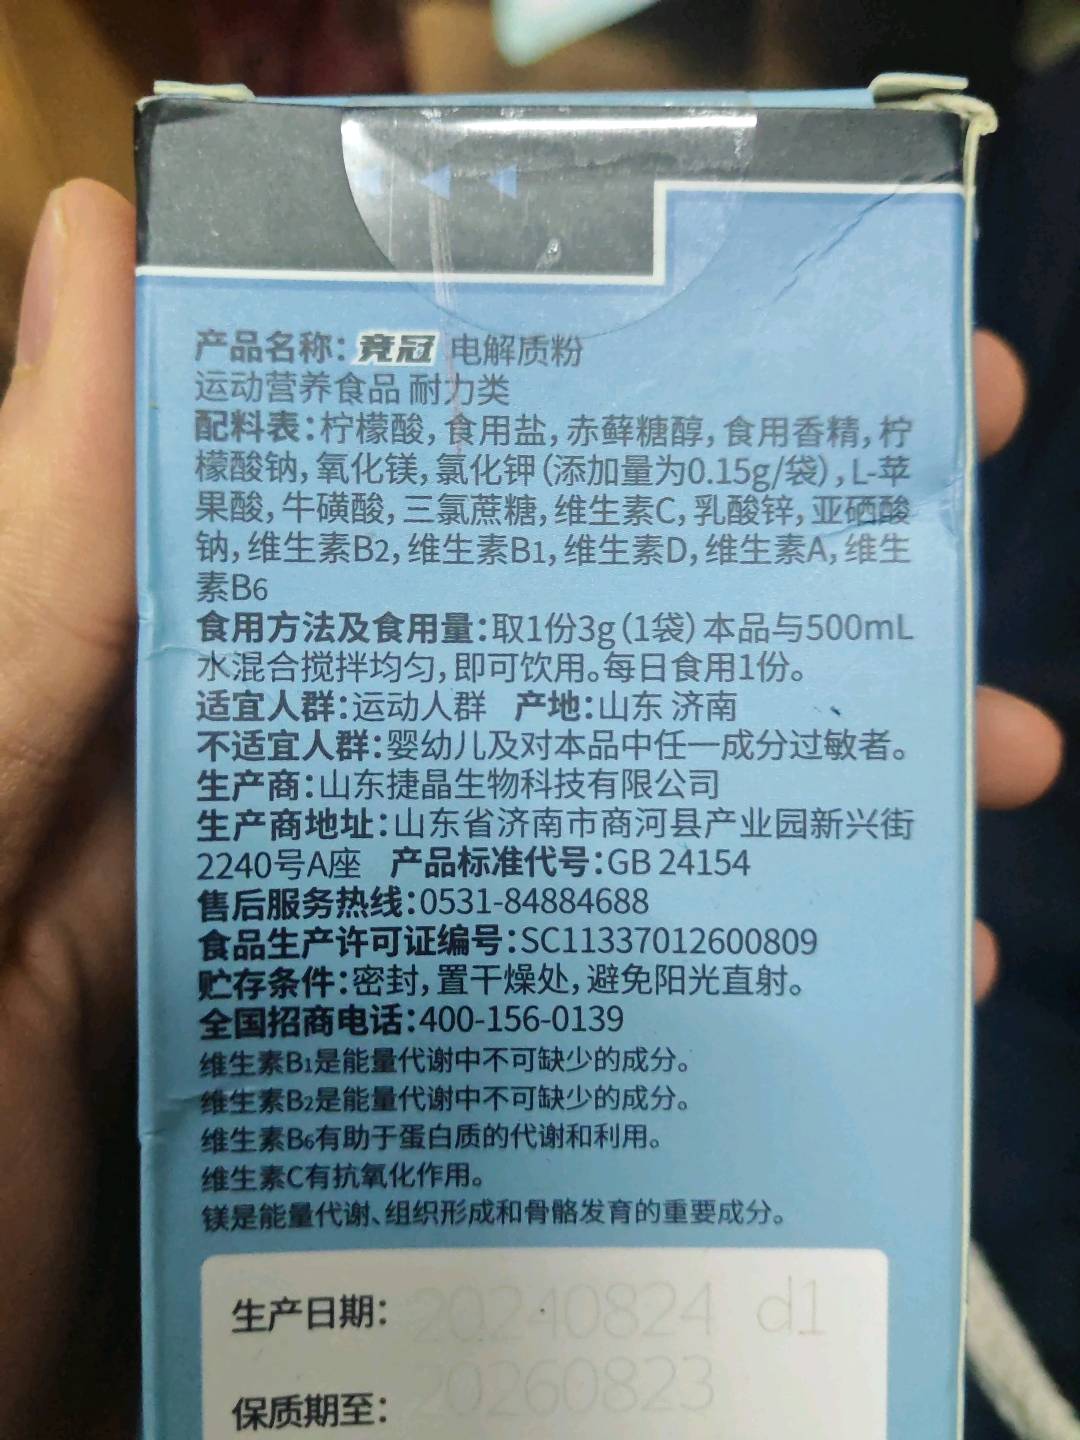 产品名称：竞冠 电解质粉
运动营养食品 耐力类
配料表：柠檬酸，食用盐，赤藓糖醇，食用香精，柠
檬酸钠，氧化镁，氯化钾（添加量为0.15g/袋），L-苹
果酸，牛磺酸，三氯蔗糖，维生素C，乳酸锌，亚硒酸
钠，维生素B2，维生素B1，维生素D，维生素A，维生
素B6
食用方法及食用量：取1份3g（1袋）本品与500mL
水混合搅拌均匀，即可饮用。每日食用1份。
适宜人群：运动人群 产地：山东 济南
不适宜人群：婴幼儿及对本品中任一成分过敏者。
生产商：山东捷晶生物科技有限公司
生产商地址：山东省济南市商河县产业园新兴街
2240号A座 产品标准代号：GB 24154
售后服务热线：0531-84884688
食品生产许可证编号：SC11337012600809
贮存条件：密封，置干燥处，避免阳光直射。
全国招商电话：400-156-0139
维生素B1是能量代谢中不可缺少的成分。
维生素B2是能量代谢中不可缺少的成分。
维生素B6有助于蛋白质的代谢和利用。
维生素C有抗氧化作用。
镁是能量代谢、组织形成和骨骼发育的重要成分。
生产日期：20240824 d1
保质期至：20260823